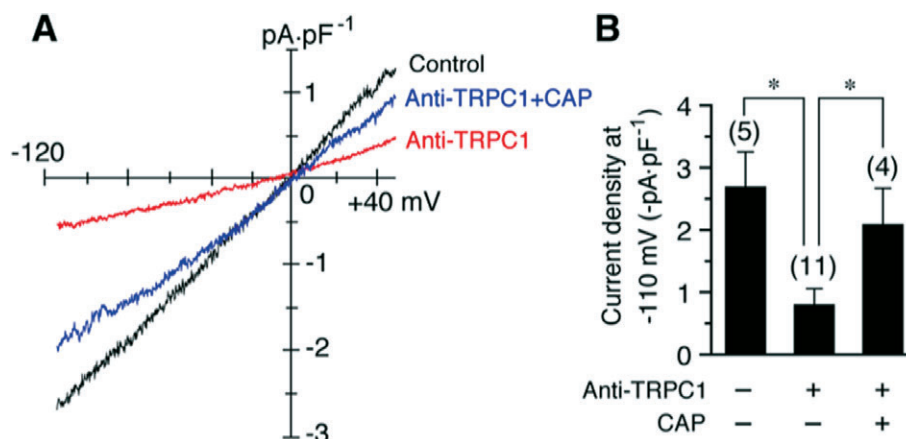 A
pA·pF⁻¹
Control
1
Anti-TRPC1+CAP
-120
Anti-TRPC1
0
+40 mV
-1
-2
-3
B
* *
(5)
(4)
(11)
Current density at
-110 mV (-pA·pF⁻¹)
4
3
2
1
0
Anti-TRPC1 − + +
CAP − − +